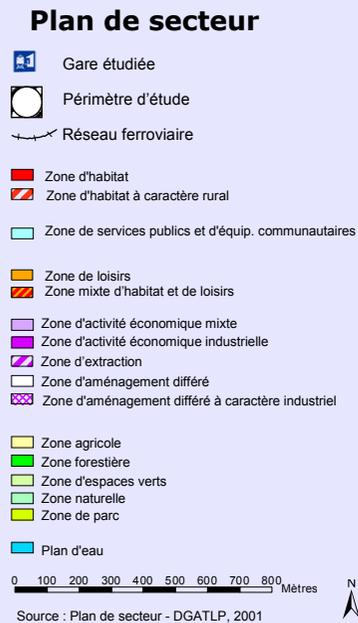 Plan de secteur
Gare étudiée
Périmètre d'étude
Réseau ferroviaire
Zone d'habitat
Zone d'habitat à caractère rural
Zone de services publics et d'équip. communautaires
Zone de loisirs
Zone mixte d'habitat et de loisirs
Zone d'activité économique mixte
Zone d'activité économique industrielle
Zone d'extraction
Zone d'aménagement différé
Zone d'aménagement différé à caractère industriel
Zone agricole
Zone forestière
Zone d'espaces verts
Zone naturelle
Zone de parc
Plan d'eau
0 100 200 300 400 500 600 700 800 Mètres
N
Source : Plan de secteur - DGATLP, 2001